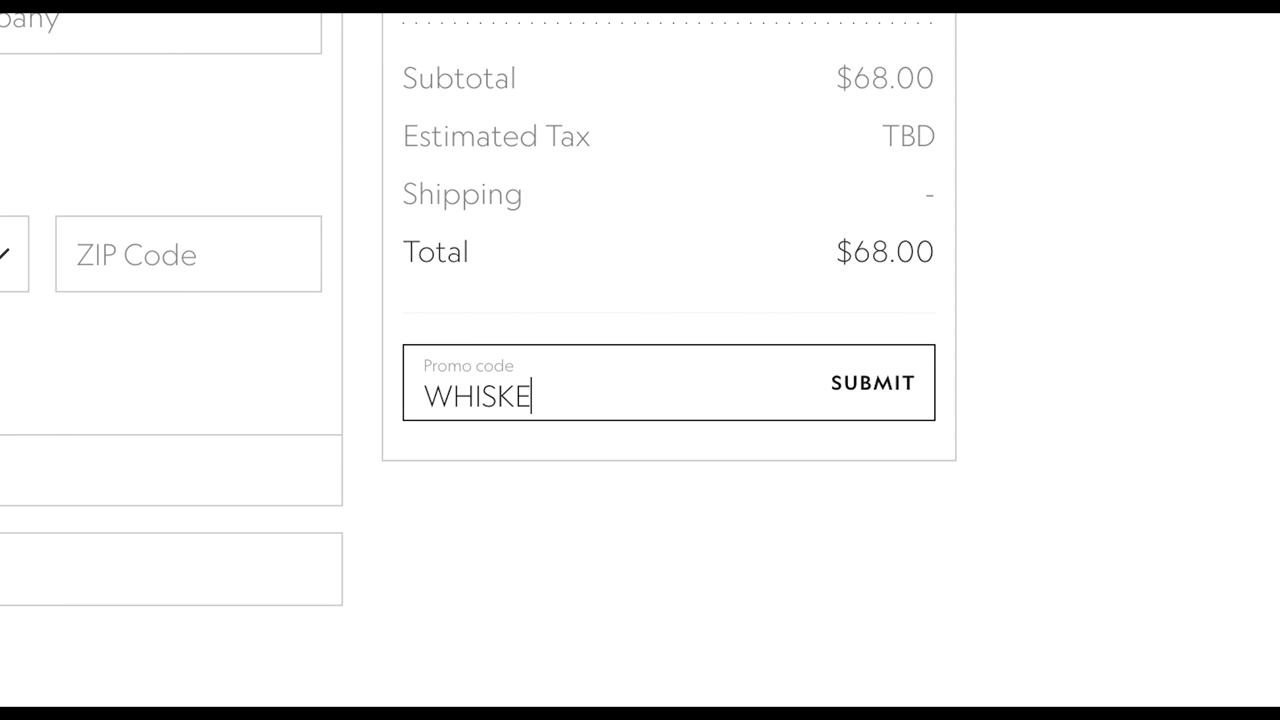 Subtotal $68.00
Estimated Tax TBD
Shipping -
Total $68.00
ZIP Code
Promo code
WHISKE
SUBMIT